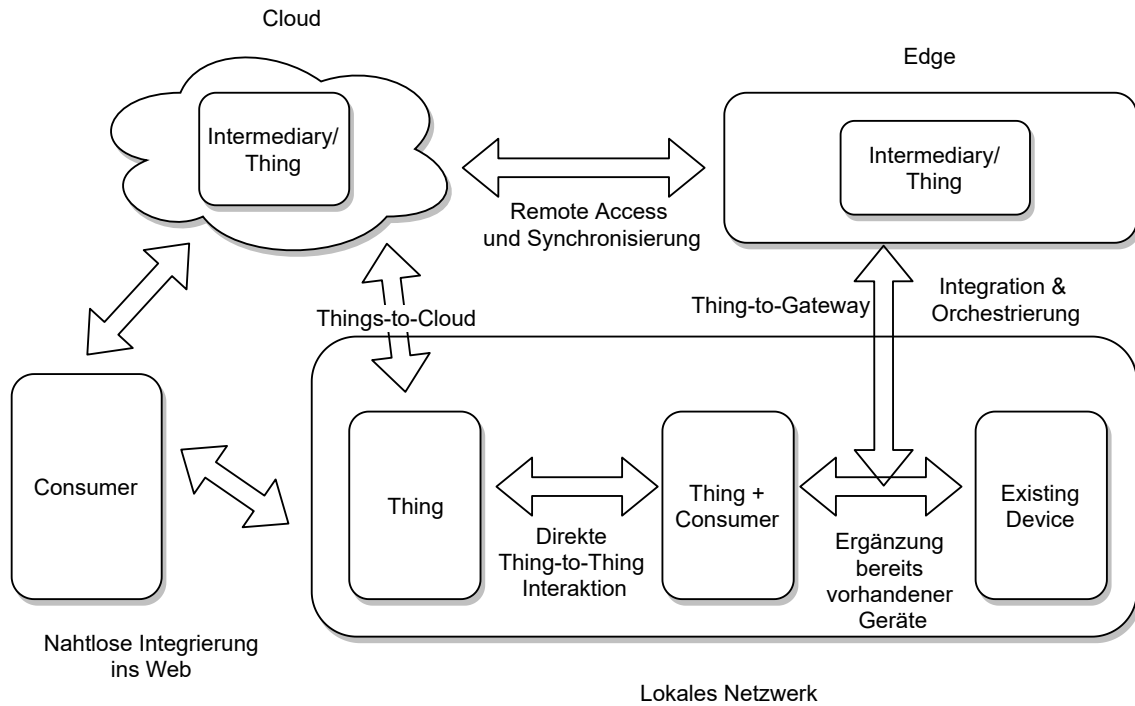 Cloud
Edge
Intermediary/
Thing
Intermediary/
Thing
Remote Access
und Synchronisierung
Things-to-Cloud
Thing-to-Gateway
Integration &
Orchestrierung
Consumer
Thing
Direkte
Thing-to-Thing
Interaktion
Thing +
Consumer
Ergänzung
bereits
vorhandener
Geräte
Existing
Device
Nahtlose Integrierung
ins Web
Lokales Netzwerk